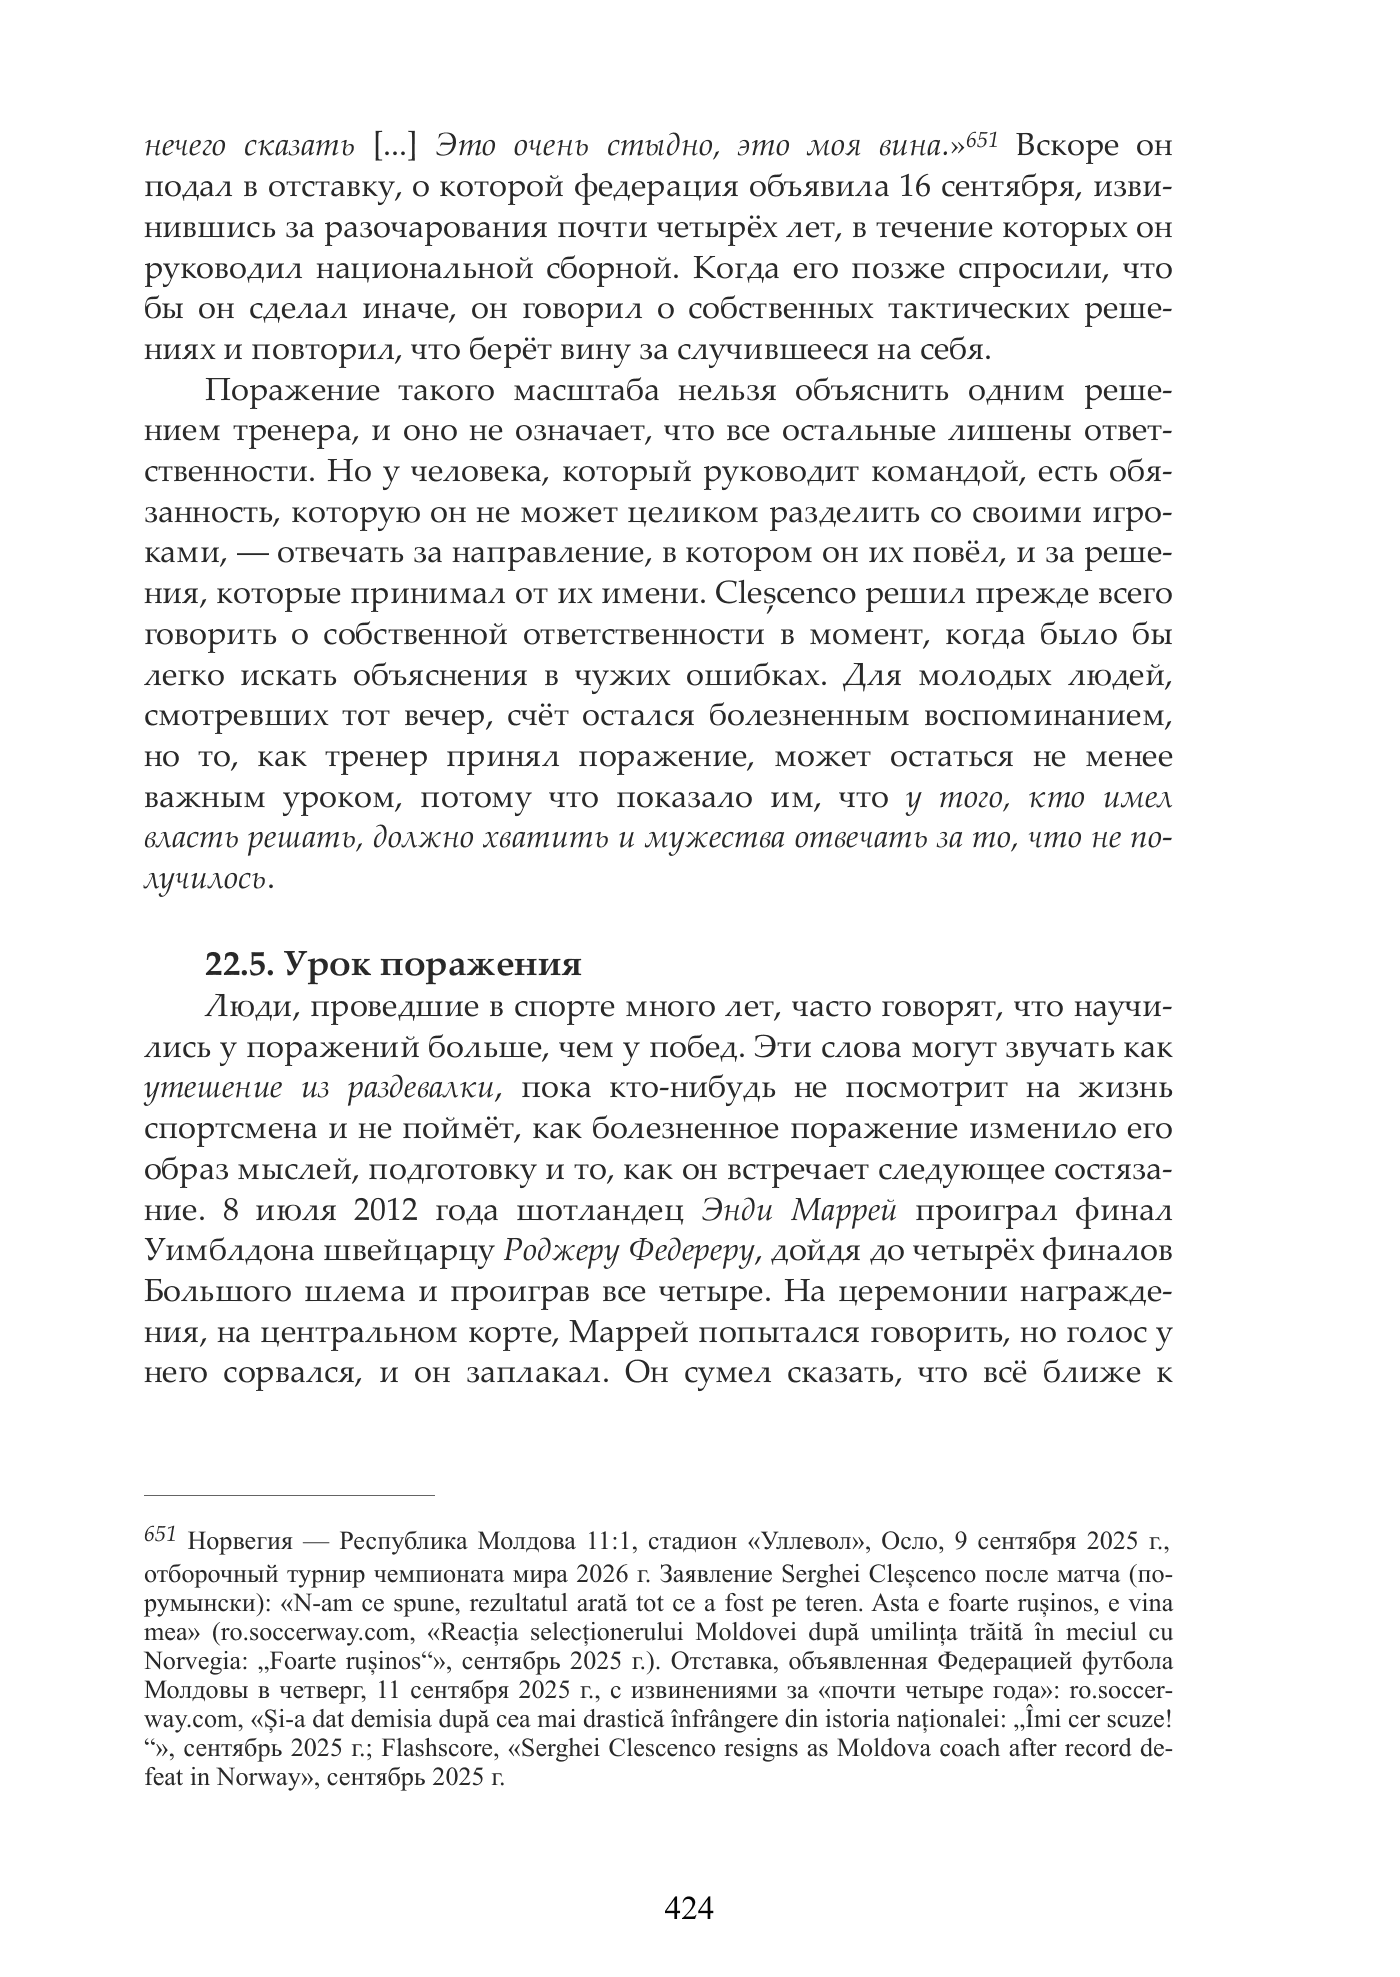 нечего сказать [...] Это очень стыдно, это моя вина.»651 Вскоре он
подал в отставку, о которой федерация объявила 16 сентября, изви-
нившись за разочарования почти четырёх лет, в течение которых он
руководил национальной сборной. Когда его позже спросили, что
бы он сделал иначе, он говорил о собственных тактических реше-
ниях и повторил, что берёт вину за случившееся на себя.
Поражение такого масштаба нельзя объяснить одним реше-
нием тренера, и оно не означает, что все остальные лишены ответ-
ственности. Но у человека, который руководит командой, есть обя-
занность, которую он не может целиком разделить со своими игро-
ками, — отвечать за направление, в котором он их повёл, и за реше-
ния, которые принимал от их имени. Cleșcenco решил прежде всего
говорить о собственной ответственности в момент, когда было бы
легко искать объяснения в чужих ошибках. Для молодых людей,
смотревших тот вечер, счёт остался болезненным воспоминанием,
но то, как тренер принял поражение, может остаться не менее
важным уроком, потому что показало им, что у того, кто имел
власть решать, должно хватить и мужества отвечать за то, что не по-
лучилось.
22.5. Урок поражения
Люди, проведшие в спорте много лет, часто говорят, что научи-
лись у поражений больше, чем у побед. Эти слова могут звучать как
утешение из раздевалки, пока кто-нибудь не посмотрит на жизнь
спортсмена и не поймёт, как болезненное поражение изменило его
образ мыслей, подготовку и то, как он встречает следующее состяза-
ние. 8 июля 2012 года шотландец Энди Маррей проиграл финал
Уимблдона швейцарцу Роджеру Федереру, дойдя до четырёх финалов
Большого шлема и проиграв все четыре. На церемонии награжде-
ния, на центральном корте, Маррей попытался говорить, но голос у
него сорвался, и он заплакал. Он сумел сказать, что всё ближе к
651 Норвегия — Республика Молдова 11:1, стадион «Уллевол», Осло, 9 сентября 2025 г.,
отборочный турнир чемпионата мира 2026 г. Заявление Serghei Cleșcenco после матча (по-
румынски): «N-am ce spune, rezultatul arată tot ce a fost pe teren. Asta e foarte rușinos, e vina
mea» (ro.soccerway.com, «Reacția selecționerului Moldovei după umilința trăită în meciul cu
Norvegia: „Foarte rușinos“», сентябрь 2025 г.). Отставка, объявленная Федерацией футбола
Молдовы в четверг, 11 сентября 2025 г., с извинениями за «почти четыре года»: ro.soccer-
way.com, «Și-a dat demisia după cea mai drastică înfrângere din istoria naționalei: „Îmi cer scuze!
“», сентябрь 2025 г.; Flashscore, «Serghei Clescenco resigns as Moldova coach after record de-
feat in Norway», сентябрь 2025 г.
424